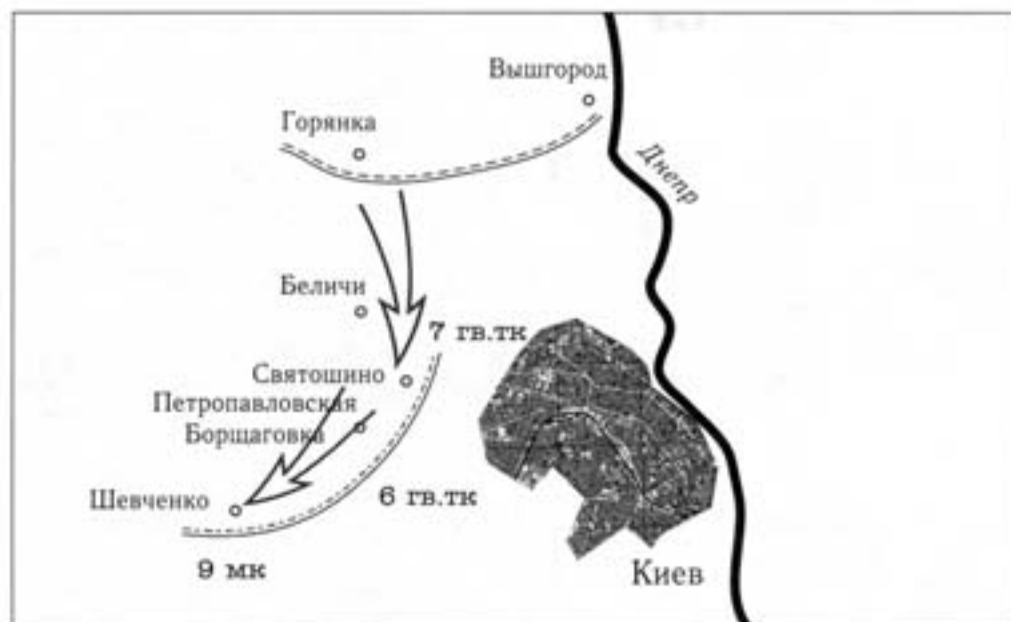 Вышгород
Горянка
Днепр
Беличи
7 гв.тк
Святошино
Петропавловская
Борщаговка
6 гв.тк
Шевченко
9 мк
Киев